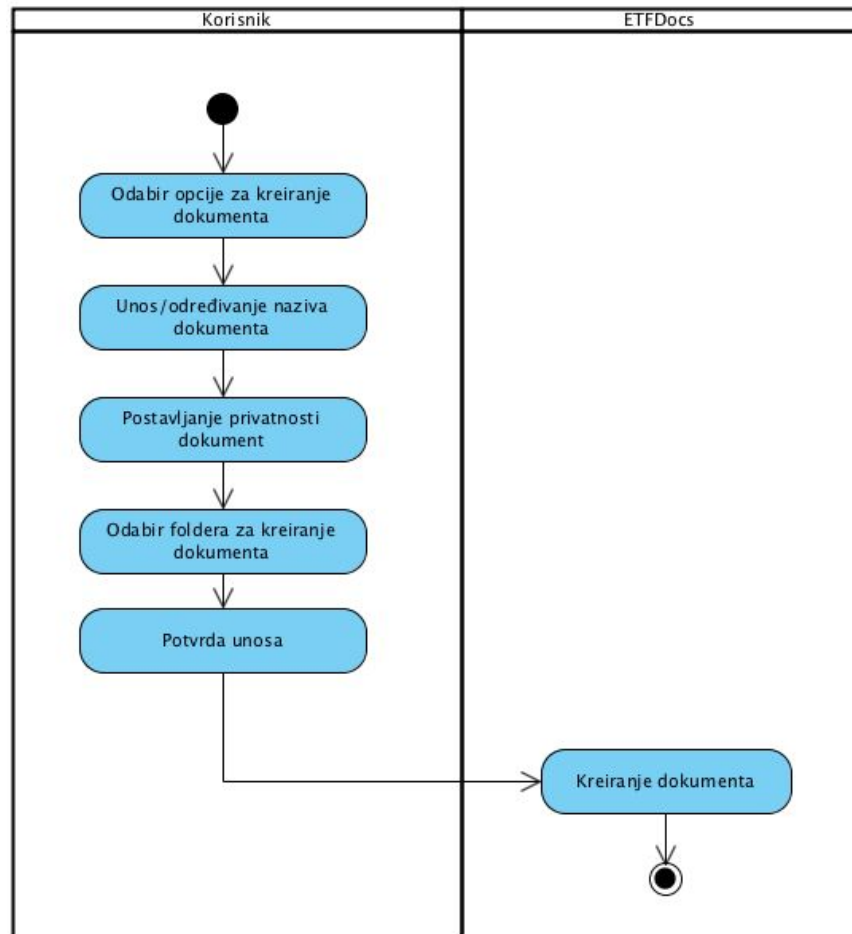 Korisnik
ETFDocs
Odabir opcije za kreiranje
dokumenta
Unos/određivanje naziva
dokumenta
Postavljanje privatnosti
dokument
Odabir foldera za kreiranje
dokumenta
Potvrda unosa
Kreiranje dokumenta